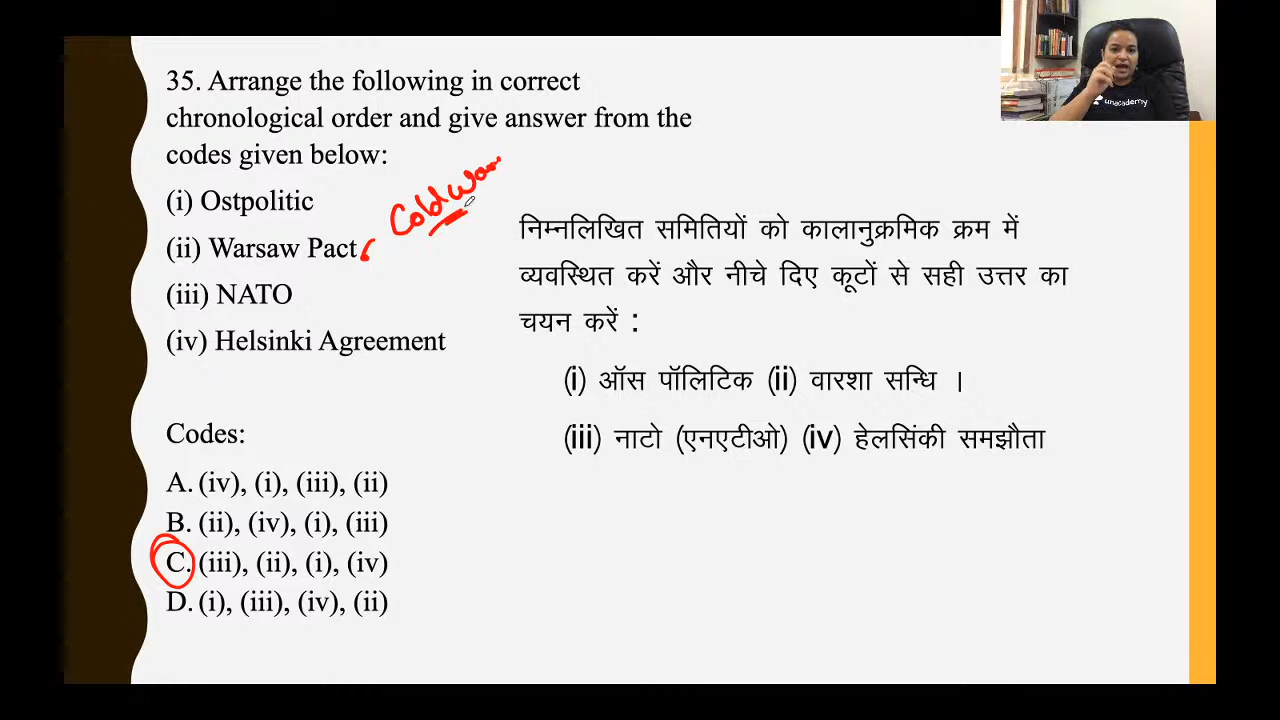 35. Arrange the following in correct
chronological order and give answer from the
codes given below:
(i) Ostpolitic
(ii) Warsaw Pact
Cold War
(iii) NATO
(iv) Helsinki Agreement
Codes:
A. (iv), (i), (iii), (ii)
B. (ii), (iv), (i), (iii)
C. (iii), (ii), (i), (iv)
D. (i), (iii), (iv), (ii)
निम्नलिखित समितियों को कालानुक्रमिक क्रम में
व्यवस्थित करें और नीचे दिए कूटों से सही उत्तर का
चयन करें :
(i) ऑस पॉलिटिक (ii) वारशा सन्धि ।
(iii) नाटो (एनएटीओ) (iv) हेलसिंकी समझौता
unacademy